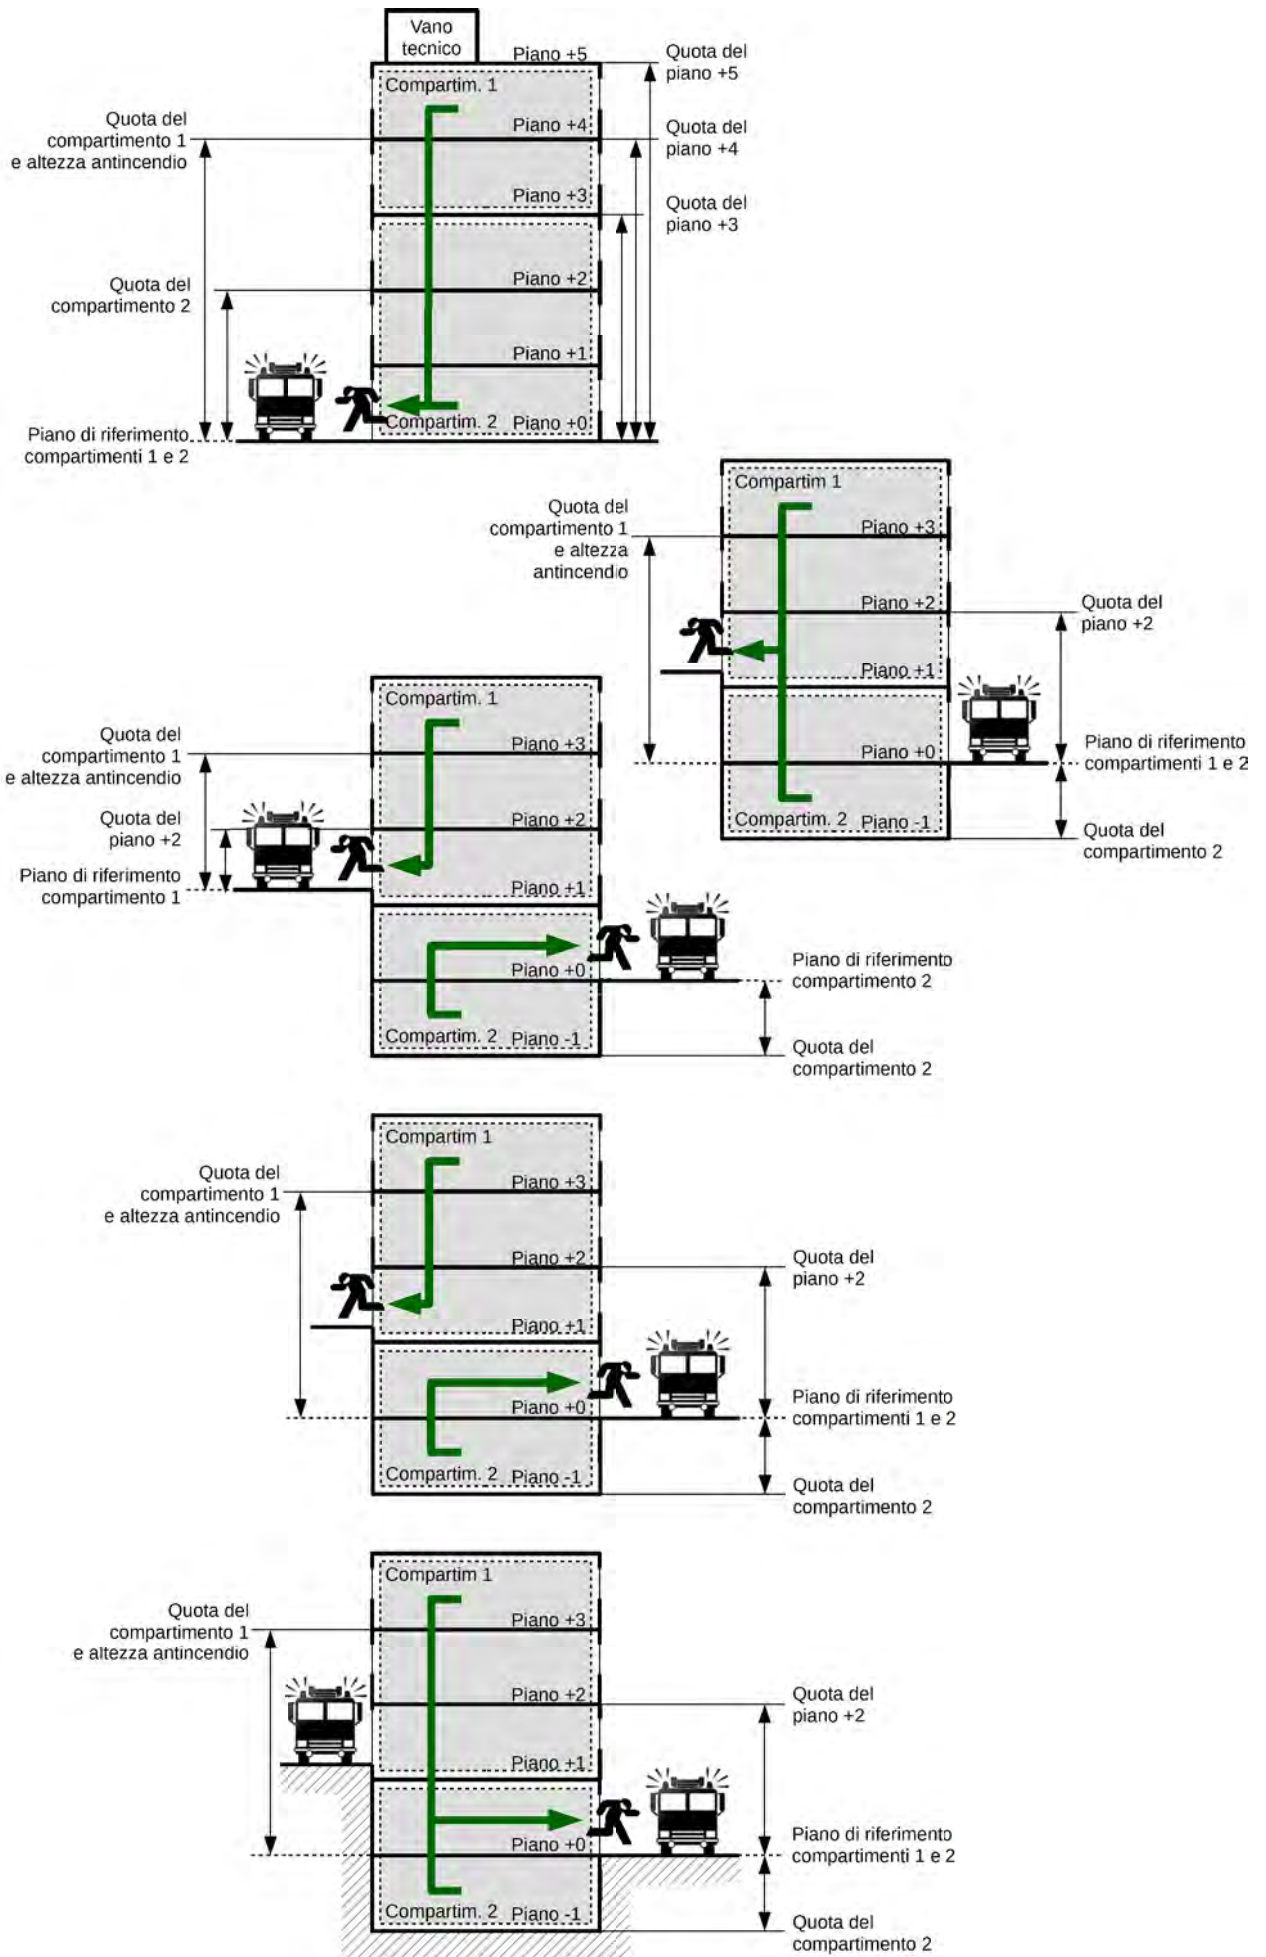 Vano
tecnico
Piano +5
Quota del
piano +5
Compartim. 1
Quota del
compartimento 1
e altezza antincendio
Piano +4
Quota del
piano +4
Piano +3
Quota del
piano +3
Quota del
compartimento 2
Piano +2
Piano +1
Compartim. 2
Piano +0
Piano di riferimento
compartimenti 1 e 2
Compartim 1
Quota del
compartimento 1
e altezza
antincendio
Piano +3
Piano +2
Quota del
piano +2
Piano +1
Piano +0
Piano di riferimento
compartimenti 1 e 2
Compartim. 2
Piano -1
Quota del
compartimento 2
Compartim. 1
Quota del
compartimento 1
e altezza antincendio
Piano +3
Quota del
piano +2
Piano +2
Piano di riferimento
compartimento 1
Piano +1
Piano +0
Piano di riferimento
compartimento 2
Compartim. 2
Piano -1
Quota del
compartimento 2
Compartim 1
Quota del
compartimento 1
e altezza antincendio
Piano +3
Piano +2
Quota del
piano +2
Piano +1
Piano +0
Piano di riferimento
compartimenti 1 e 2
Compartim. 2
Piano -1
Quota del
compartimento 2
Compartim 1
Quota del
compartimento 1
e altezza antincendio
Piano +3
Piano +2
Quota del
piano +2
Piano +1
Piano +0
Piano di riferimento
compartimenti 1 e 2
Compartim. 2
Piano -1
Quota del
compartimento 2